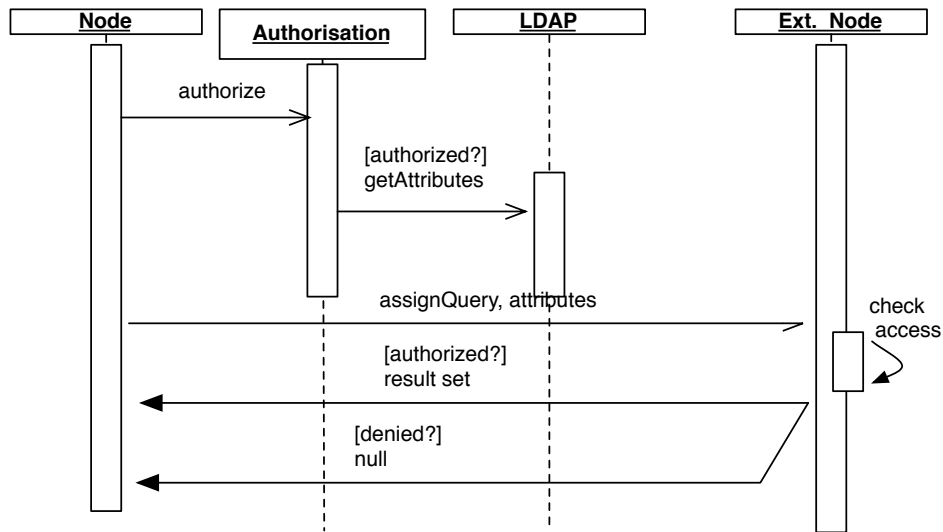 Node
Authorisation
LDAP
Ext. Node
authorize
[authorized?]
getAttributes
assignQuery, attributes
check
access
[authorized?]
result set
[denied?]
null